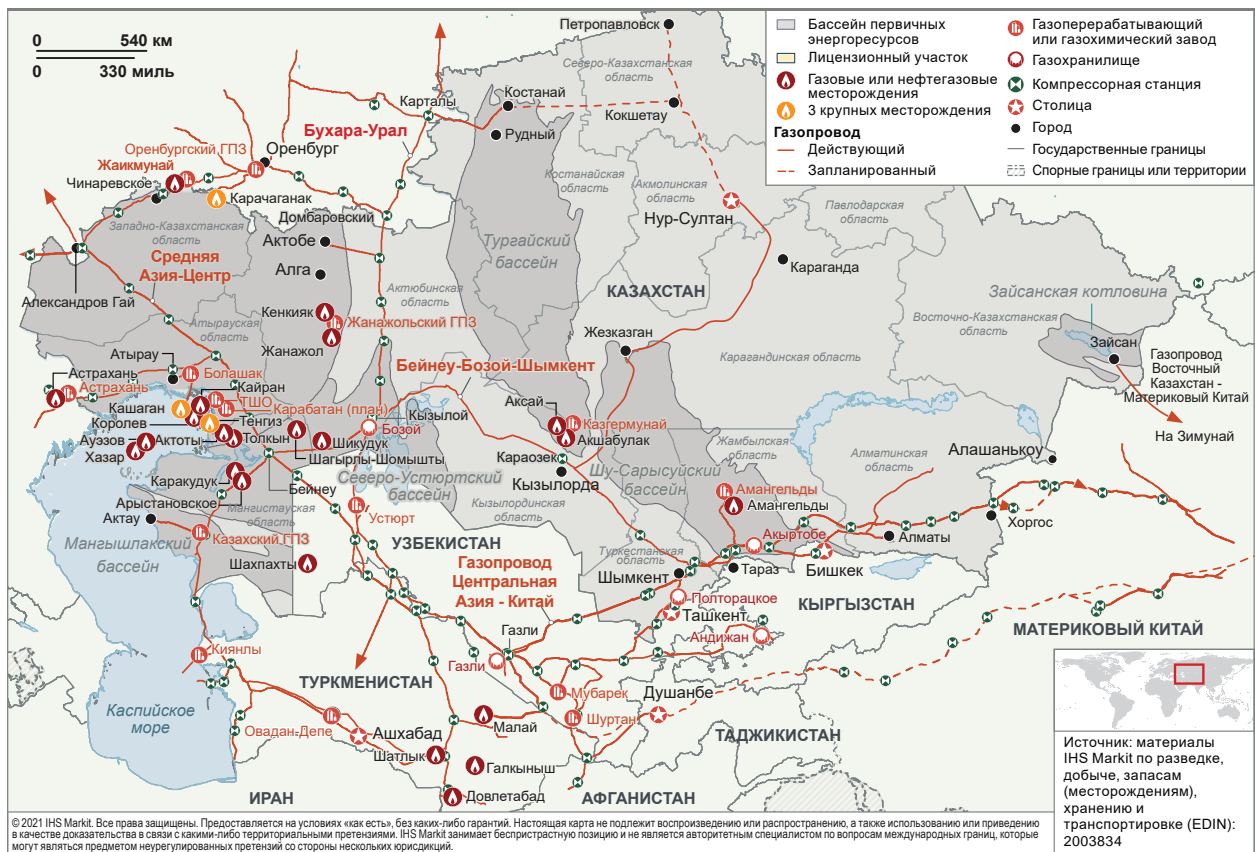 0 540 км
0 330 миль
Бассейн первичных
энергоресурсов
Лицензионный участок
Газовые или нефтегазовые
месторождения
3 крупных месторождения
Газопровод
Действующий
Запланированный
Газоперерабатывающий
или газохимический завод
Газохранилище
Компрессорная станция
Столица
Город
Государственные границы
Спорные границы или территории
Петропавловск
Северо-Казахстанская
область
Костанай
Карталы
Кокшетау
Рудный
Бухара-Урал
Оренбургский ГПЗ
Оренбург
Жаикмунай
Чинаревское
Карачаганак
Костанайская
область
Акмолинская
область
Павлодарская
область
Нур-Султан
Домбаровский
Западно-Казахстанская
область
Актобе
Тургайский
бассейн
Средняя
Азия-Центр
Алга
Караганда
Александров Гай
Актюбинская
область
КАЗАХСТАН
Зайсанская котловина
Кенкияк
Жанажольский ГПЗ
Атырауская
область
Восточно-Казахстанская
область
Жезказган
Жанажол
Зайсан
Карагандинская область
Атырау
Бейнеу-Бозой-Шымкент
Газопровод
Восточный
Казахстан -
Материковый Китай
Астрахань
Болашак
Астрахань
Кайран
ТШО
Кашаган
Карабатан (план)
Кызылой
Аксай
Казгермунай
Королев
Тенгиз
Бозой
Ауэзов
Актоты
Толкын
Шикудук
Акшабулак
Жамбылская
область
На Зимунай
Хазар
Шагырлы-Шомышты
Караозек
Алматинская
область
Алашанькоу
Каракудук
Северо-Устюртский
бассейн
Кызылорда
Шу-Сарысуйский
бассейн
Бейнеу
Амангельды
Арыстановское
Амангельды
Мангистауская
область
Кызылординская
область
Актау
Устюрт
Хоргос
Казахский ГПЗ
Акыртобе
Мангышлакский
бассейн
УЗБЕКИСТАН
Алматы
Туркестанская
область
Шахпахты
Газопровод
Центральная
Азия - Китай
Шымкент
Тараз
Бишкек
Полторацкое
КЫРГЫЗСТАН
Ташкент
Газли
Андижан
МАТЕРИКОВЫЙ КИТАЙ
Киянлы
Газли
ТУРКМЕНИСТАН
Мубарек
Душанбе
Каспийское
море
Овадан-Депе
Ашхабад
Малай
Шуртан
ТАДЖИКИСТАН
Шатлык
Галкыныш
Довлетабад
ИРАН
АФГАНИСТАН
Источник: материалы
IHS Markit по разведке,
добыче, запасам
(месторождениям),
хранению и
транспортировке (EDIN):
2003834
© 2021 IHS Markit. Все права защищены. Предоставляется на условиях «как есть», без каких-либо гарантий. Настоящая карта не подлежит воспроизведению или распространению, а также использованию или приведению
в качестве доказательства в связи с какими-либо территориальными претензиями. IHS Markit занимает беспристрастную позицию и не является авторитетным специалистом по вопросам международных границ, которые
могут являться предметом неурегулированных претензий со стороны нескольких юрисдикций.